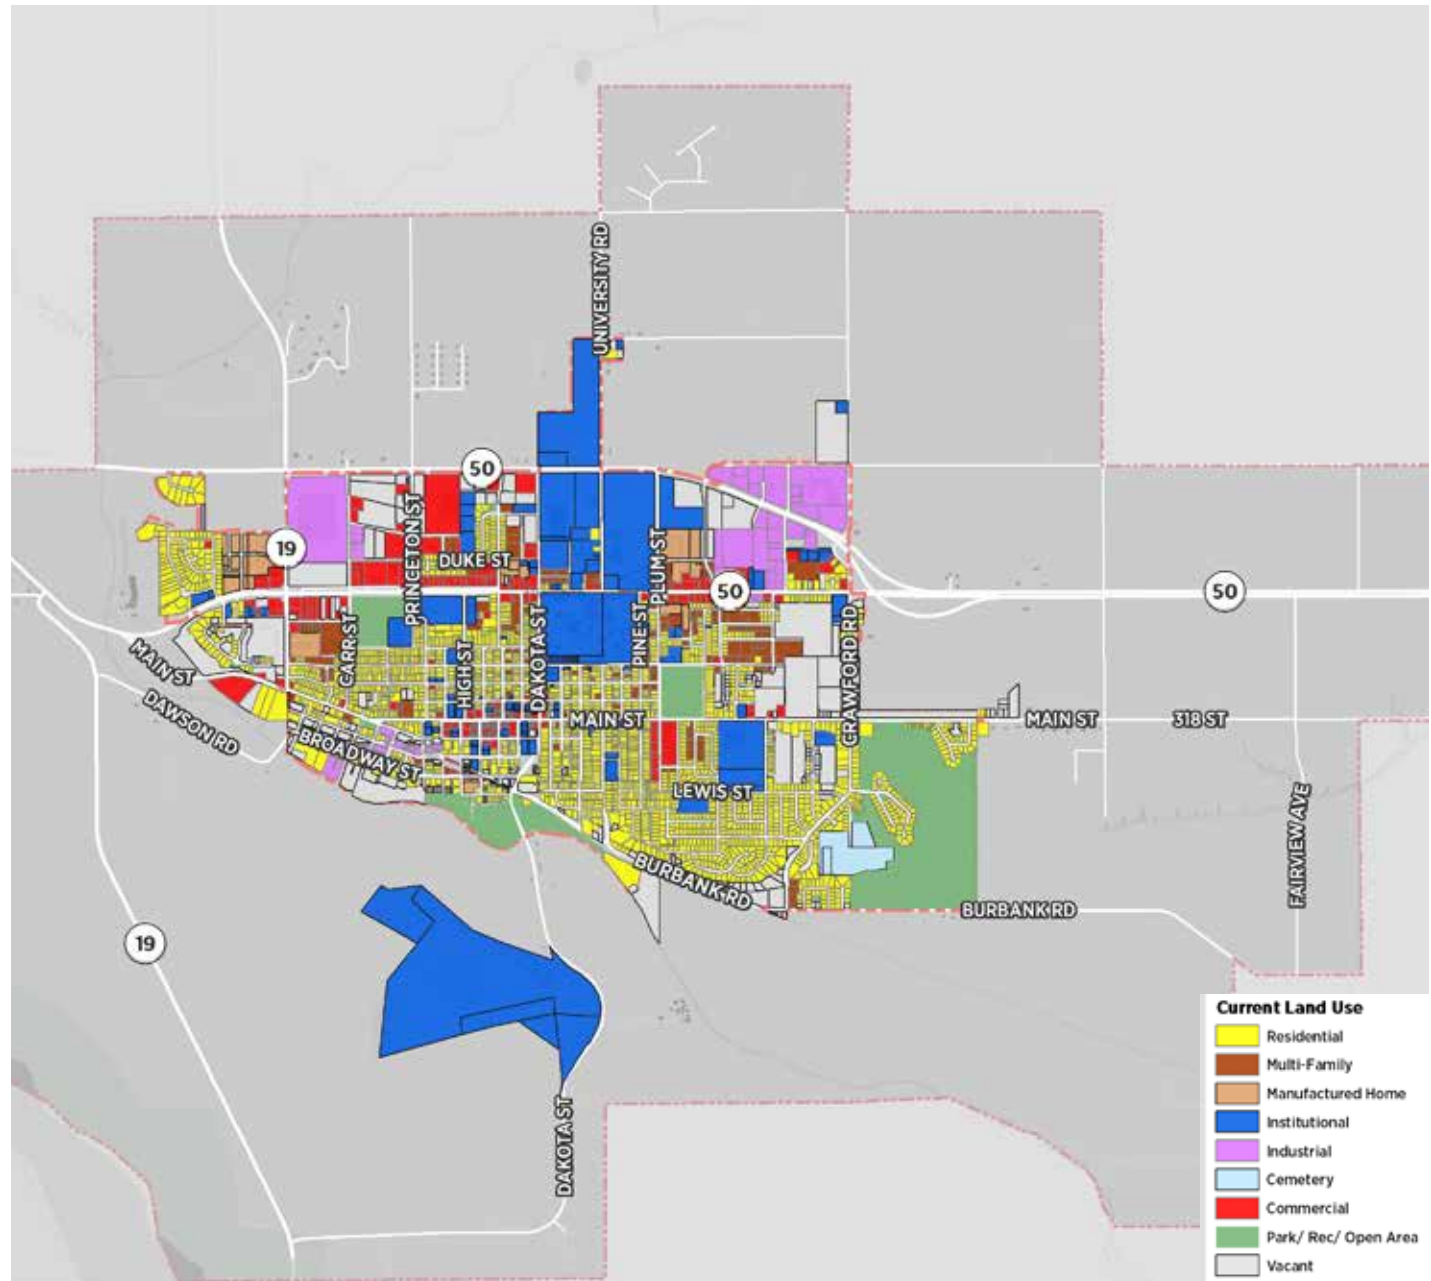 UNIVERSITY RD
50
19
PRINCETON ST
DUKE ST
PLUM ST
50
50
CARR ST
HIGH ST
DAKOTA ST
PINE ST
CRAWFORD RD
MAIN ST
DAWSON RD
BROADWAY ST
MAIN ST
MAIN ST
318 ST
LEWIS ST
FAIRVIEW AVE
BURBANK RD
BURBANK RD
19
DAKOTA ST
Current Land Use
Residential
Multi-Family
Manufactured Home
Institutional
Industrial
Cemetery
Commercial
Park/ Rec/ Open Area
Vacant